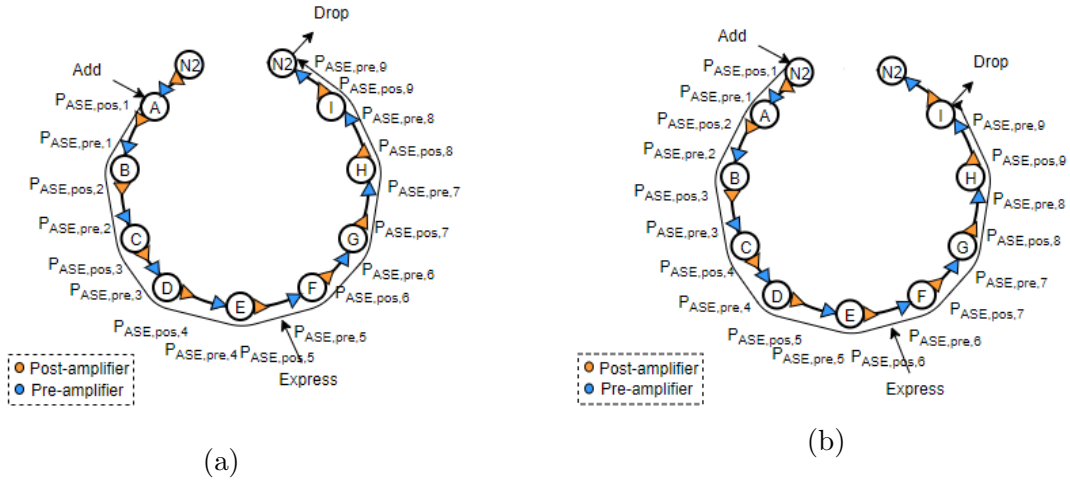 Drop
Add
N2
N2
P_ASE,pre,9
P_ASE,pos,9
P_ASE,pos,1
A
I
P_ASE,pre,8
P_ASE,pre,1
P_ASE,pos,8
B
H
P_ASE,pos,2
P_ASE,pre,7
P_ASE,pre,2
C
G
P_ASE,pos,7
P_ASE,pos,3
P_ASE,pre,6
P_ASE,pre,3
D
F
P_ASE,pos,6
E
P_ASE,pos,4
P_ASE,pre,5
P_ASE,pre,4
P_ASE,pos,5
Express
Post-amplifier
Pre-amplifier
(a)
Add
P_ASE,pos,1
N2
N2
Drop
P_ASE,pre,1
A
I
P_ASE,pos,2
P_ASE,pre,9
P_ASE,pre,2
P_ASE,pos,9
B
H
P_ASE,pos,3
P_ASE,pre,8
P_ASE,pre,3
C
G
P_ASE,pos,8
P_ASE,pos,4
P_ASE,pre,7
P_ASE,pre,4
D
F
P_ASE,pos,7
E
P_ASE,pos,5
P_ASE,pre,6
P_ASE,pre,5
P_ASE,pos,6
Express
Post-amplifier
Pre-amplifier
(b)